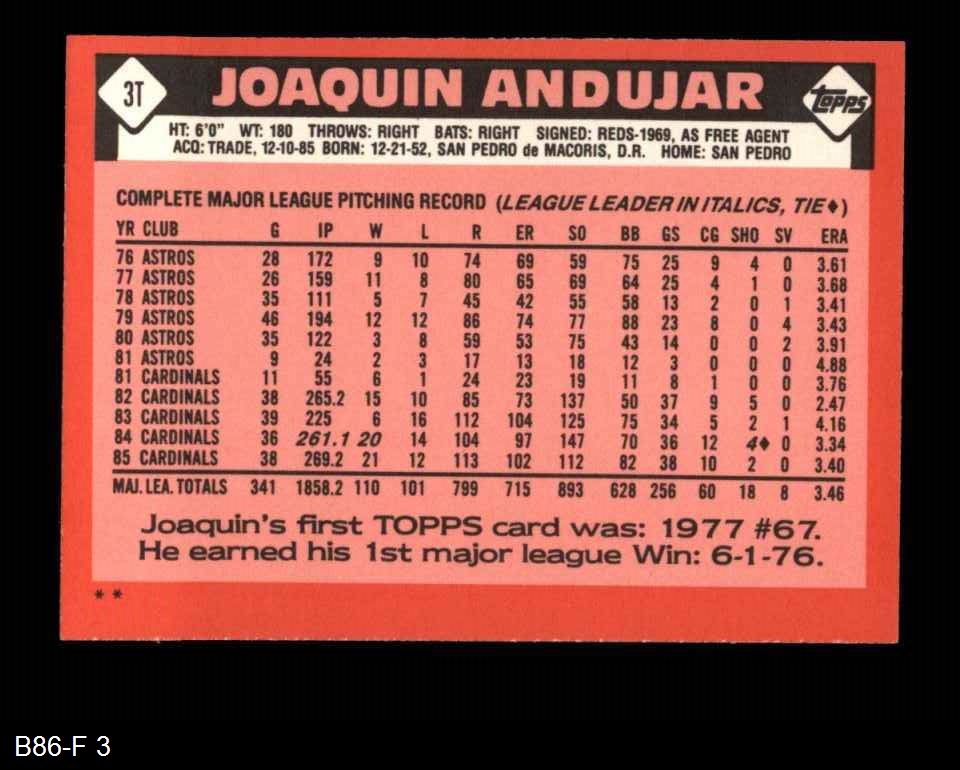 3T
JOAQUIN ANDUJAR
TOPPS
HT: 6'0" WT: 180 THROWS: RIGHT BATS: RIGHT SIGNED: REDS-1969, AS FREE AGENT
ACQ: TRADE, 12-10-85 BORN: 12-21-52, SAN PEDRO de MACORIS, D.R. HOME: SAN PEDRO
COMPLETE MAJOR LEAGUE PITCHING RECORD (LEAGUE LEADER IN ITALICS, TIE♦)
YR CLUB G IP W L R ER SO BB GS CG SHO SV ERA
76 ASTROS 28 172 9 10 74 69 59 75 25 9 4 0 3.61
77 ASTROS 26 159 11 8 80 65 69 64 25 4 1 0 3.68
78 ASTROS 35 111 5 7 45 42 55 58 13 2 0 1 3.41
79 ASTROS 46 194 12 12 86 74 77 88 23 8 0 4 3.43
80 ASTROS 35 122 3 8 59 53 75 43 14 0 0 2 3.91
81 ASTROS 9 24 2 3 17 13 18 12 3 0 0 0 4.88
81 CARDINALS 11 55 6 1 24 23 19 11 8 1 0 0 3.76
82 CARDINALS 38 265.2 15 10 85 73 137 50 37 9 5 0 2.47
83 CARDINALS 39 225 6 16 112 104 125 75 34 5 2 1 4.16
84 CARDINALS 36 261.1 20 14 104 97 147 70 36 12 4♦ 0 3.34
85 CARDINALS 38 269.2 21 12 113 102 112 82 38 10 2 0 3.40
MAJ. LEA. TOTALS 341 1858.2 110 101 799 715 893 628 256 60 18 8 3.46
Joaquin's first TOPPS card was: 1977 #67.
He earned his 1st major league Win: 6-1-76.
* *
B86-F 3